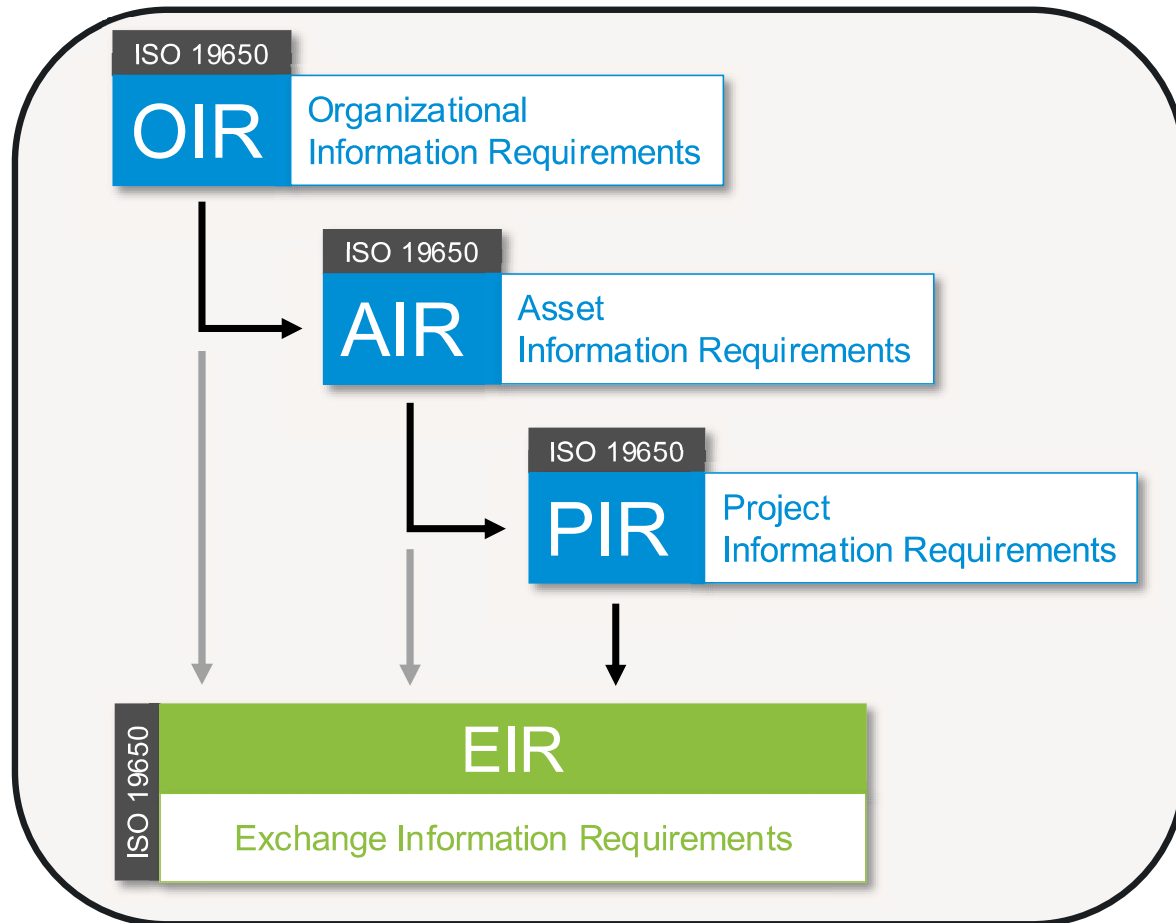 ISO 19650
OIR
Organizational
Information Requirements
ISO 19650
AIR
Asset
Information Requirements
ISO 19650
PIR
Project
Information Requirements
ISO 19650
EIR
Exchange Information Requirements